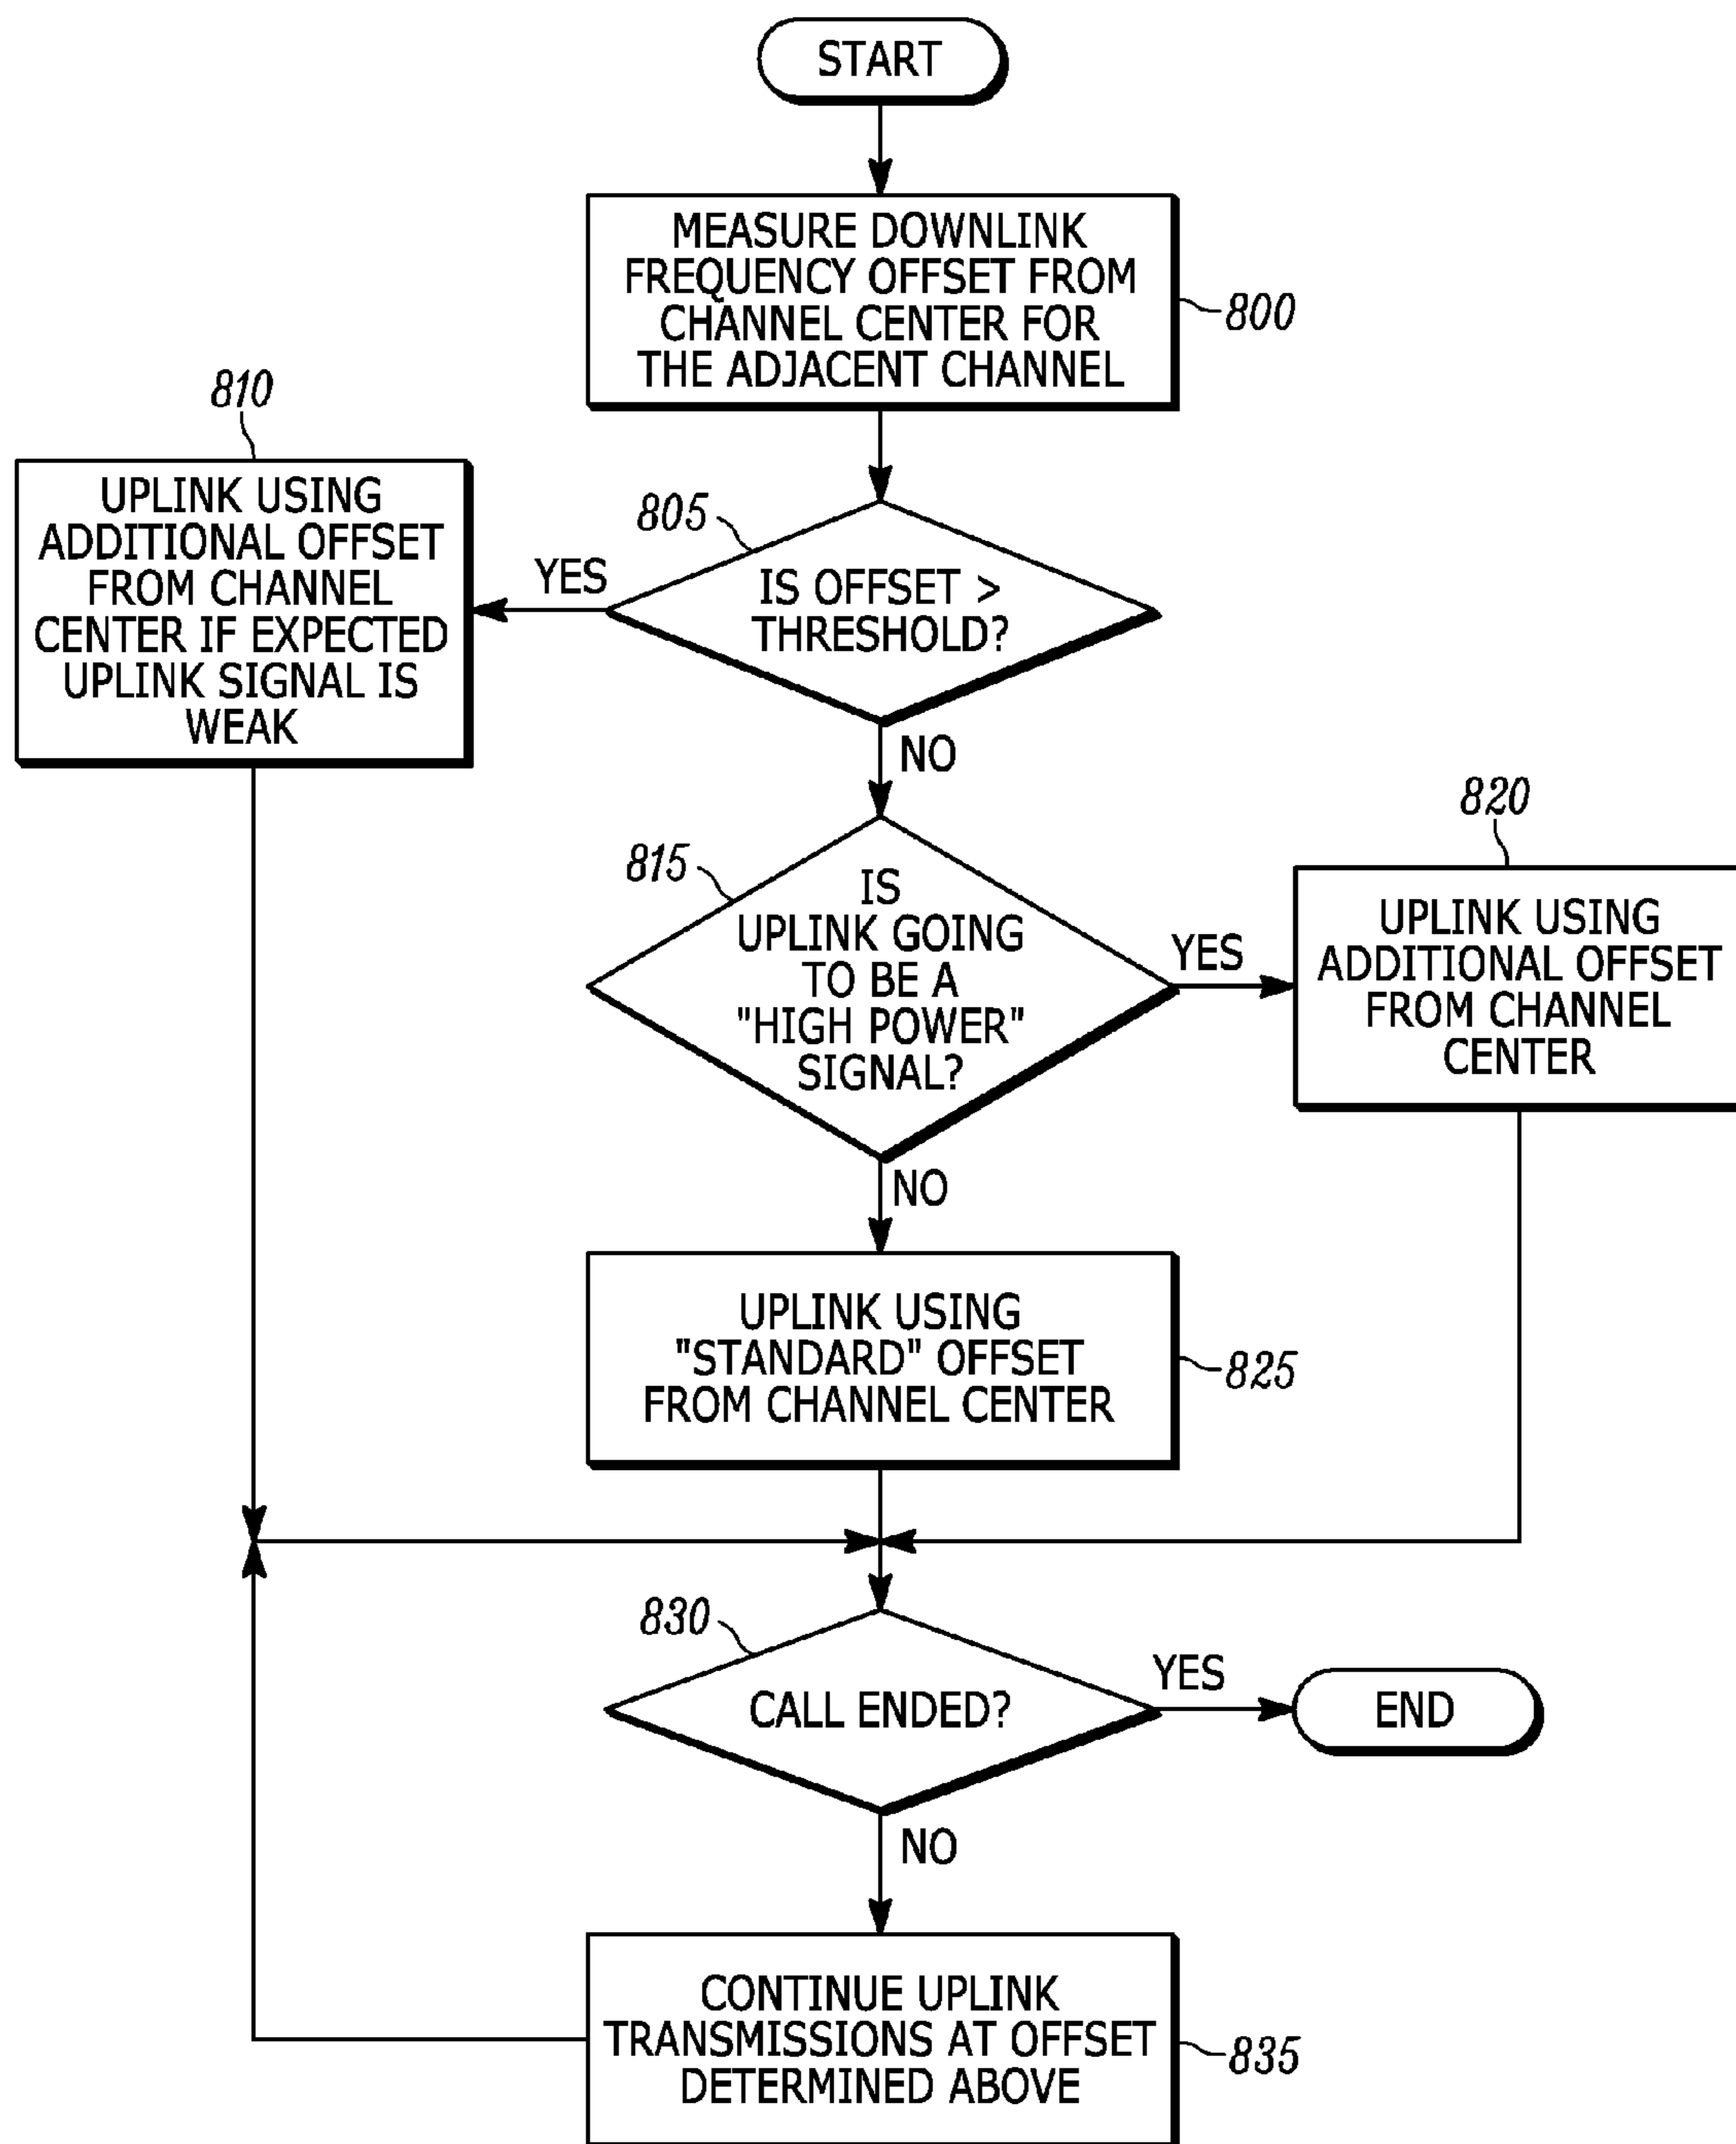 START
MEASURE DOWNLINK
FREQUENCY OFFSET FROM
CHANNEL CENTER FOR
THE ADJACENT CHANNEL
800
810
UPLINK USING
ADDITIONAL OFFSET
FROM CHANNEL
CENTER IF EXPECTED
UPLINK SIGNAL IS
WEAK
805
YES
IS OFFSET >
THRESHOLD?
NO
815
IS
UPLINK GOING
TO BE A
"HIGH POWER"
SIGNAL?
YES
820
UPLINK USING
ADDITIONAL OFFSET
FROM CHANNEL
CENTER
NO
UPLINK USING
"STANDARD" OFFSET
FROM CHANNEL CENTER
825
830
CALL ENDED?
YES
END
NO
CONTINUE UPLINK
TRANSMISSIONS AT OFFSET
DETERMINED ABOVE
835